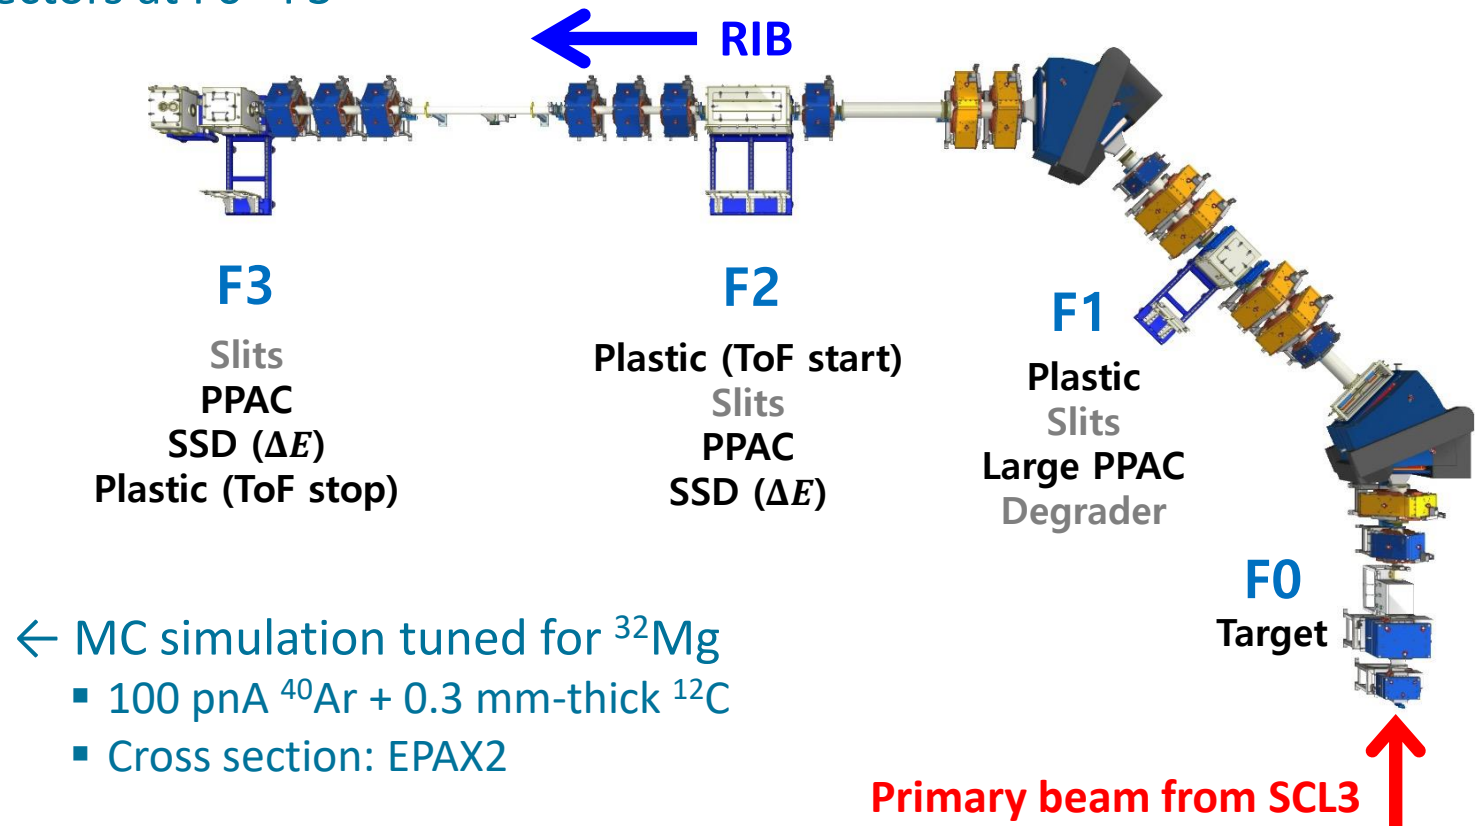 RIB
F3
Slits
PPAC
SSD (ΔE)
Plastic (ToF stop)
F2
Plastic (ToF start)
Slits
PPAC
SSD (ΔE)
F1
Plastic
Slits
Large PPAC
Degrader
F0
Target
← MC simulation tuned for ³²Mg
▪ 100 pnA ⁴⁰Ar + 0.3 mm-thick ¹²C
▪ Cross section: EPAX2
Primary beam from SCL3